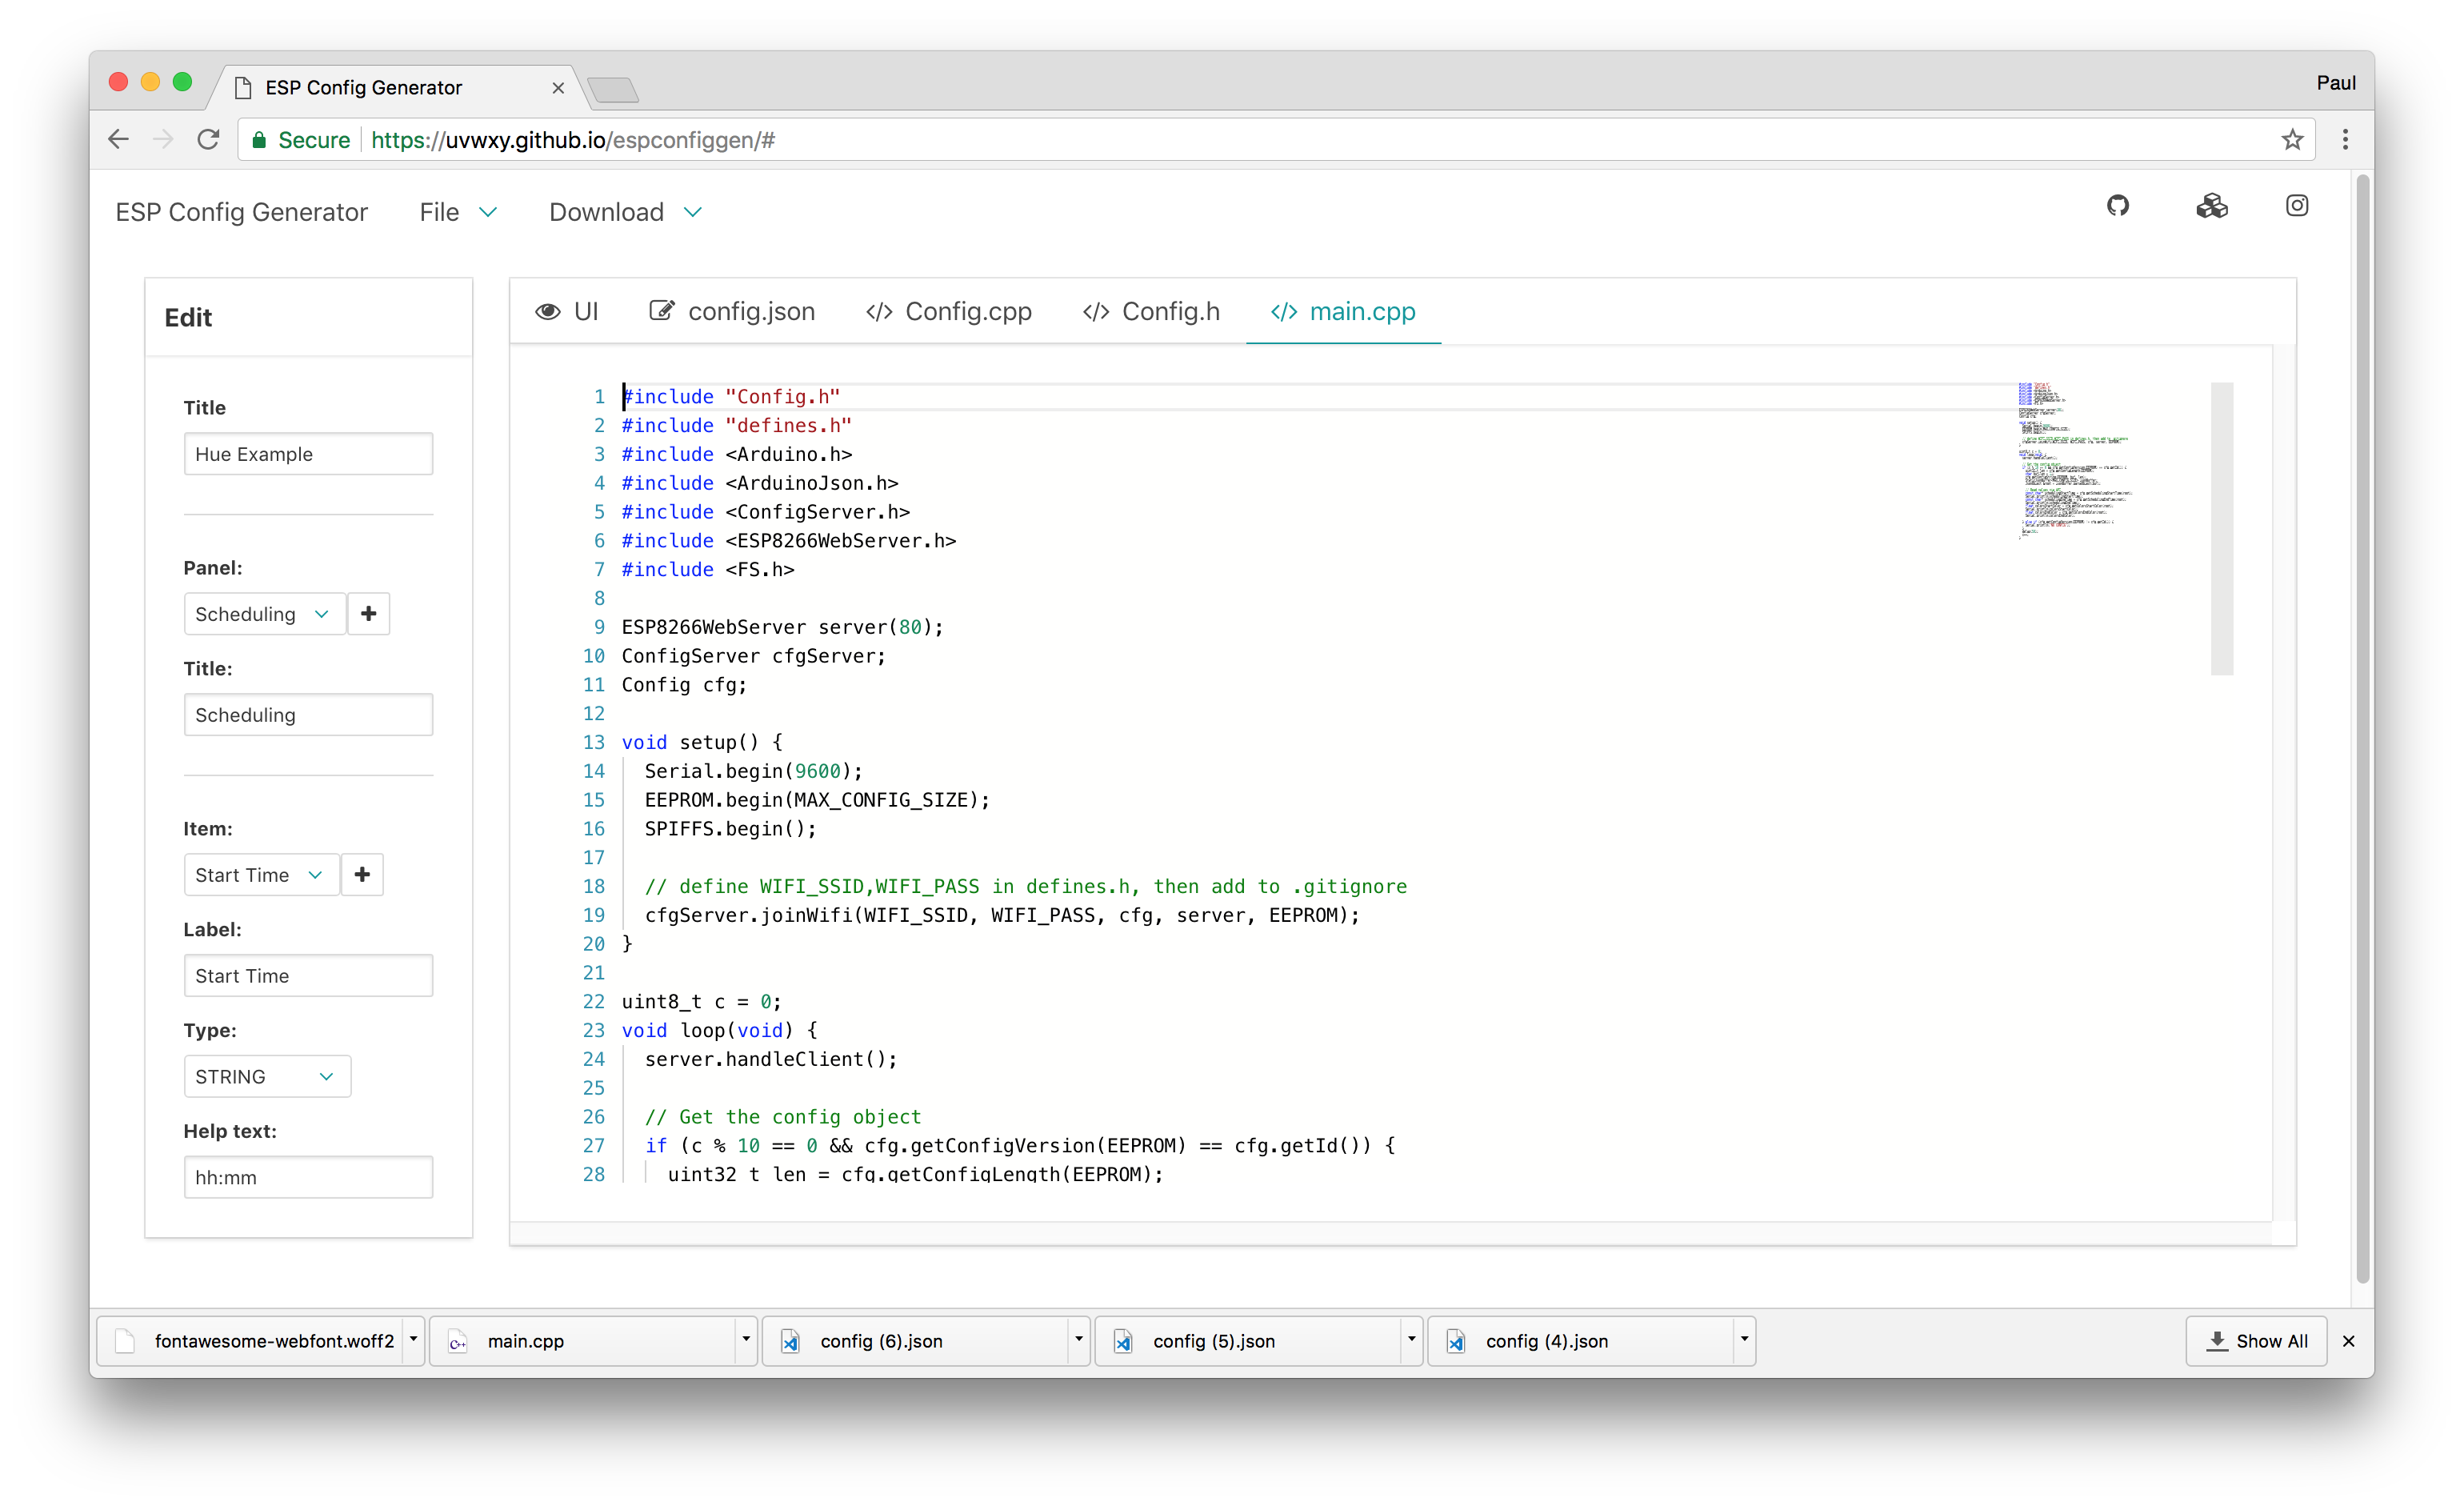 ESP Config Generator
Paul
Secure https://uvwxy.github.io/espconfiggen/#
ESP Config Generator File Download
Edit
Title
Hue Example
Panel:
Scheduling
Title:
Scheduling
Item:
Start Time
Label:
Start Time
Type:
STRING
Help text:
hh:mm
UI config.json Config.cpp Config.h main.cpp
1 #include "Config.h"
2 #include "defines.h"
3 #include <Arduino.h>
4 #include <ArduinoJson.h>
5 #include <ConfigServer.h>
6 #include <ESP8266WebServer.h>
7 #include <FS.h>
8
9 ESP8266WebServer server(80);
10 ConfigServer cfgServer;
11 Config cfg;
12
13 void setup() {
14 Serial.begin(9600);
15 EEPROM.begin(MAX_CONFIG_SIZE);
16 SPIFFS.begin();
17
18 // define WIFI_SSID,WIFI_PASS in defines.h, then add to .gitignore
19 cfgServer.joinWifi(WIFI_SSID, WIFI_PASS, cfg, server, EEPROM);
20 }
21
22 uint8_t c = 0;
23 void loop(void) {
24 server.handleClient();
25
26 // Get the config object
27 if (c % 10 == 0 && cfg.getConfigVersion(EEPROM) == cfg.getId()) {
28 uint32_t len = cfg.getConfigLength(EEPROM);
fontawesome-webfont.woff2 main.cpp config (6).json config (5).json config (4).json Show All